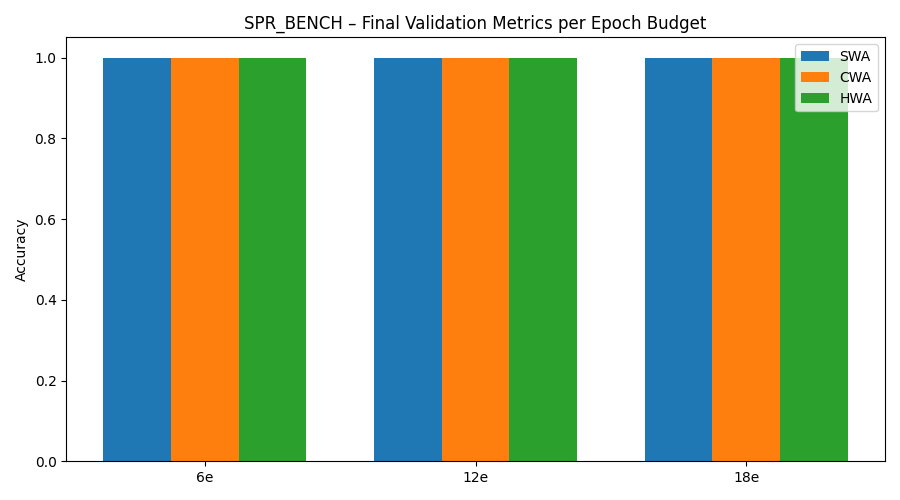 SPR_BENCH – Final Validation Metrics per Epoch Budget
SWA
CWA
HWA
Accuracy
1.0
0.8
0.6
0.4
0.2
0.0
6e
12e
18e